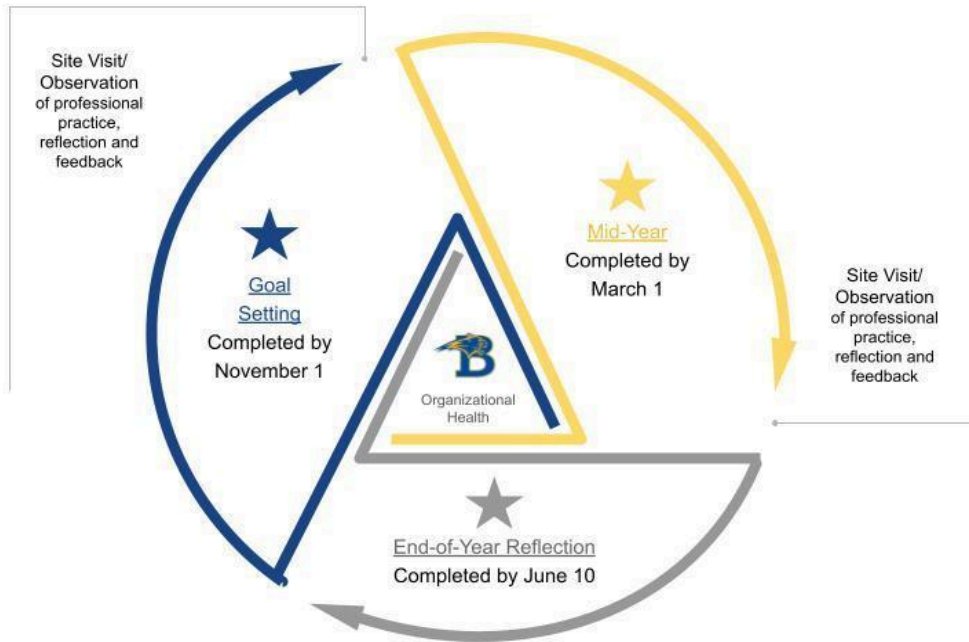 Site Visit/
Observation
of professional
practice,
reflection and
feedback
Goal
Setting
Completed by
November 1
Mid-Year
Completed by
March 1
Site Visit/
Observation
of professional
practice,
reflection and
feedback
B
Organizational
Health
End-of-Year Reflection
Completed by June 10